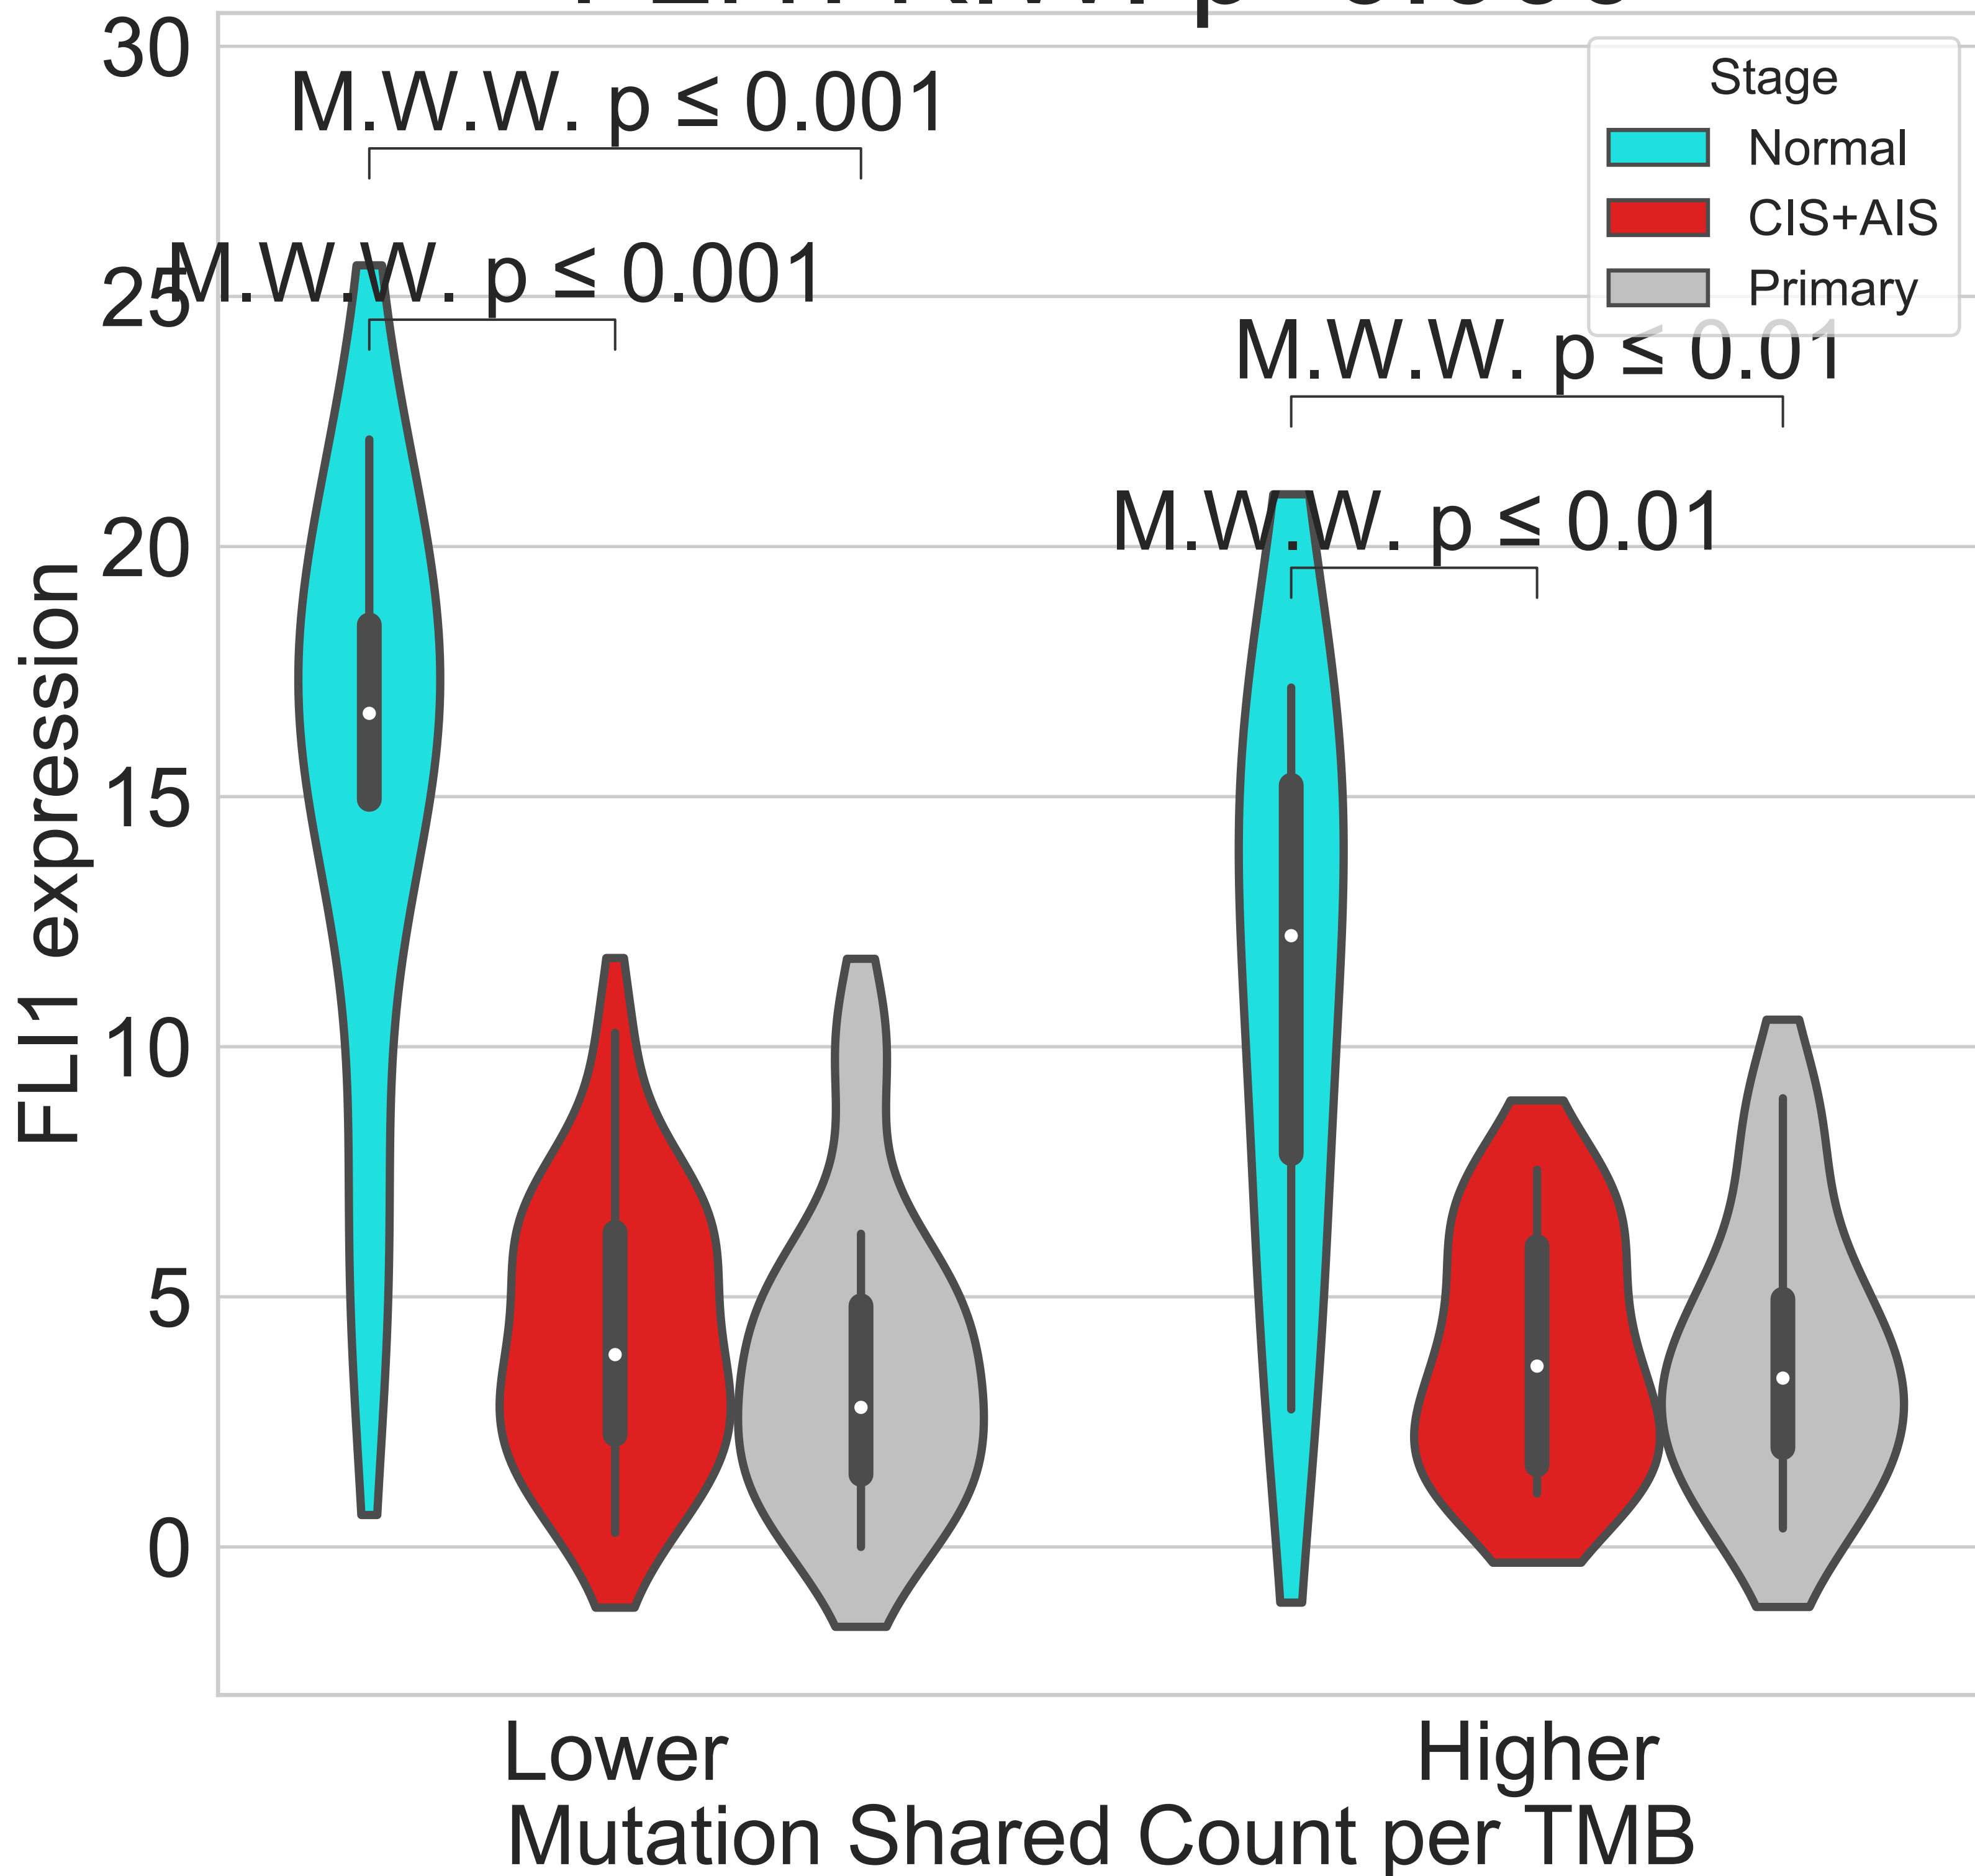 30
M.W.W. p ≤ 0.001
Stage
Normal
CIS+AIS
Primary
25
M.W.W. p ≤ 0.001
M.W.W. p ≤ 0.01
20
M.W.W. p ≤ 0.01
15
10
5
0
FLI1 expression
Lower
Higher
Mutation Shared Count per TMB